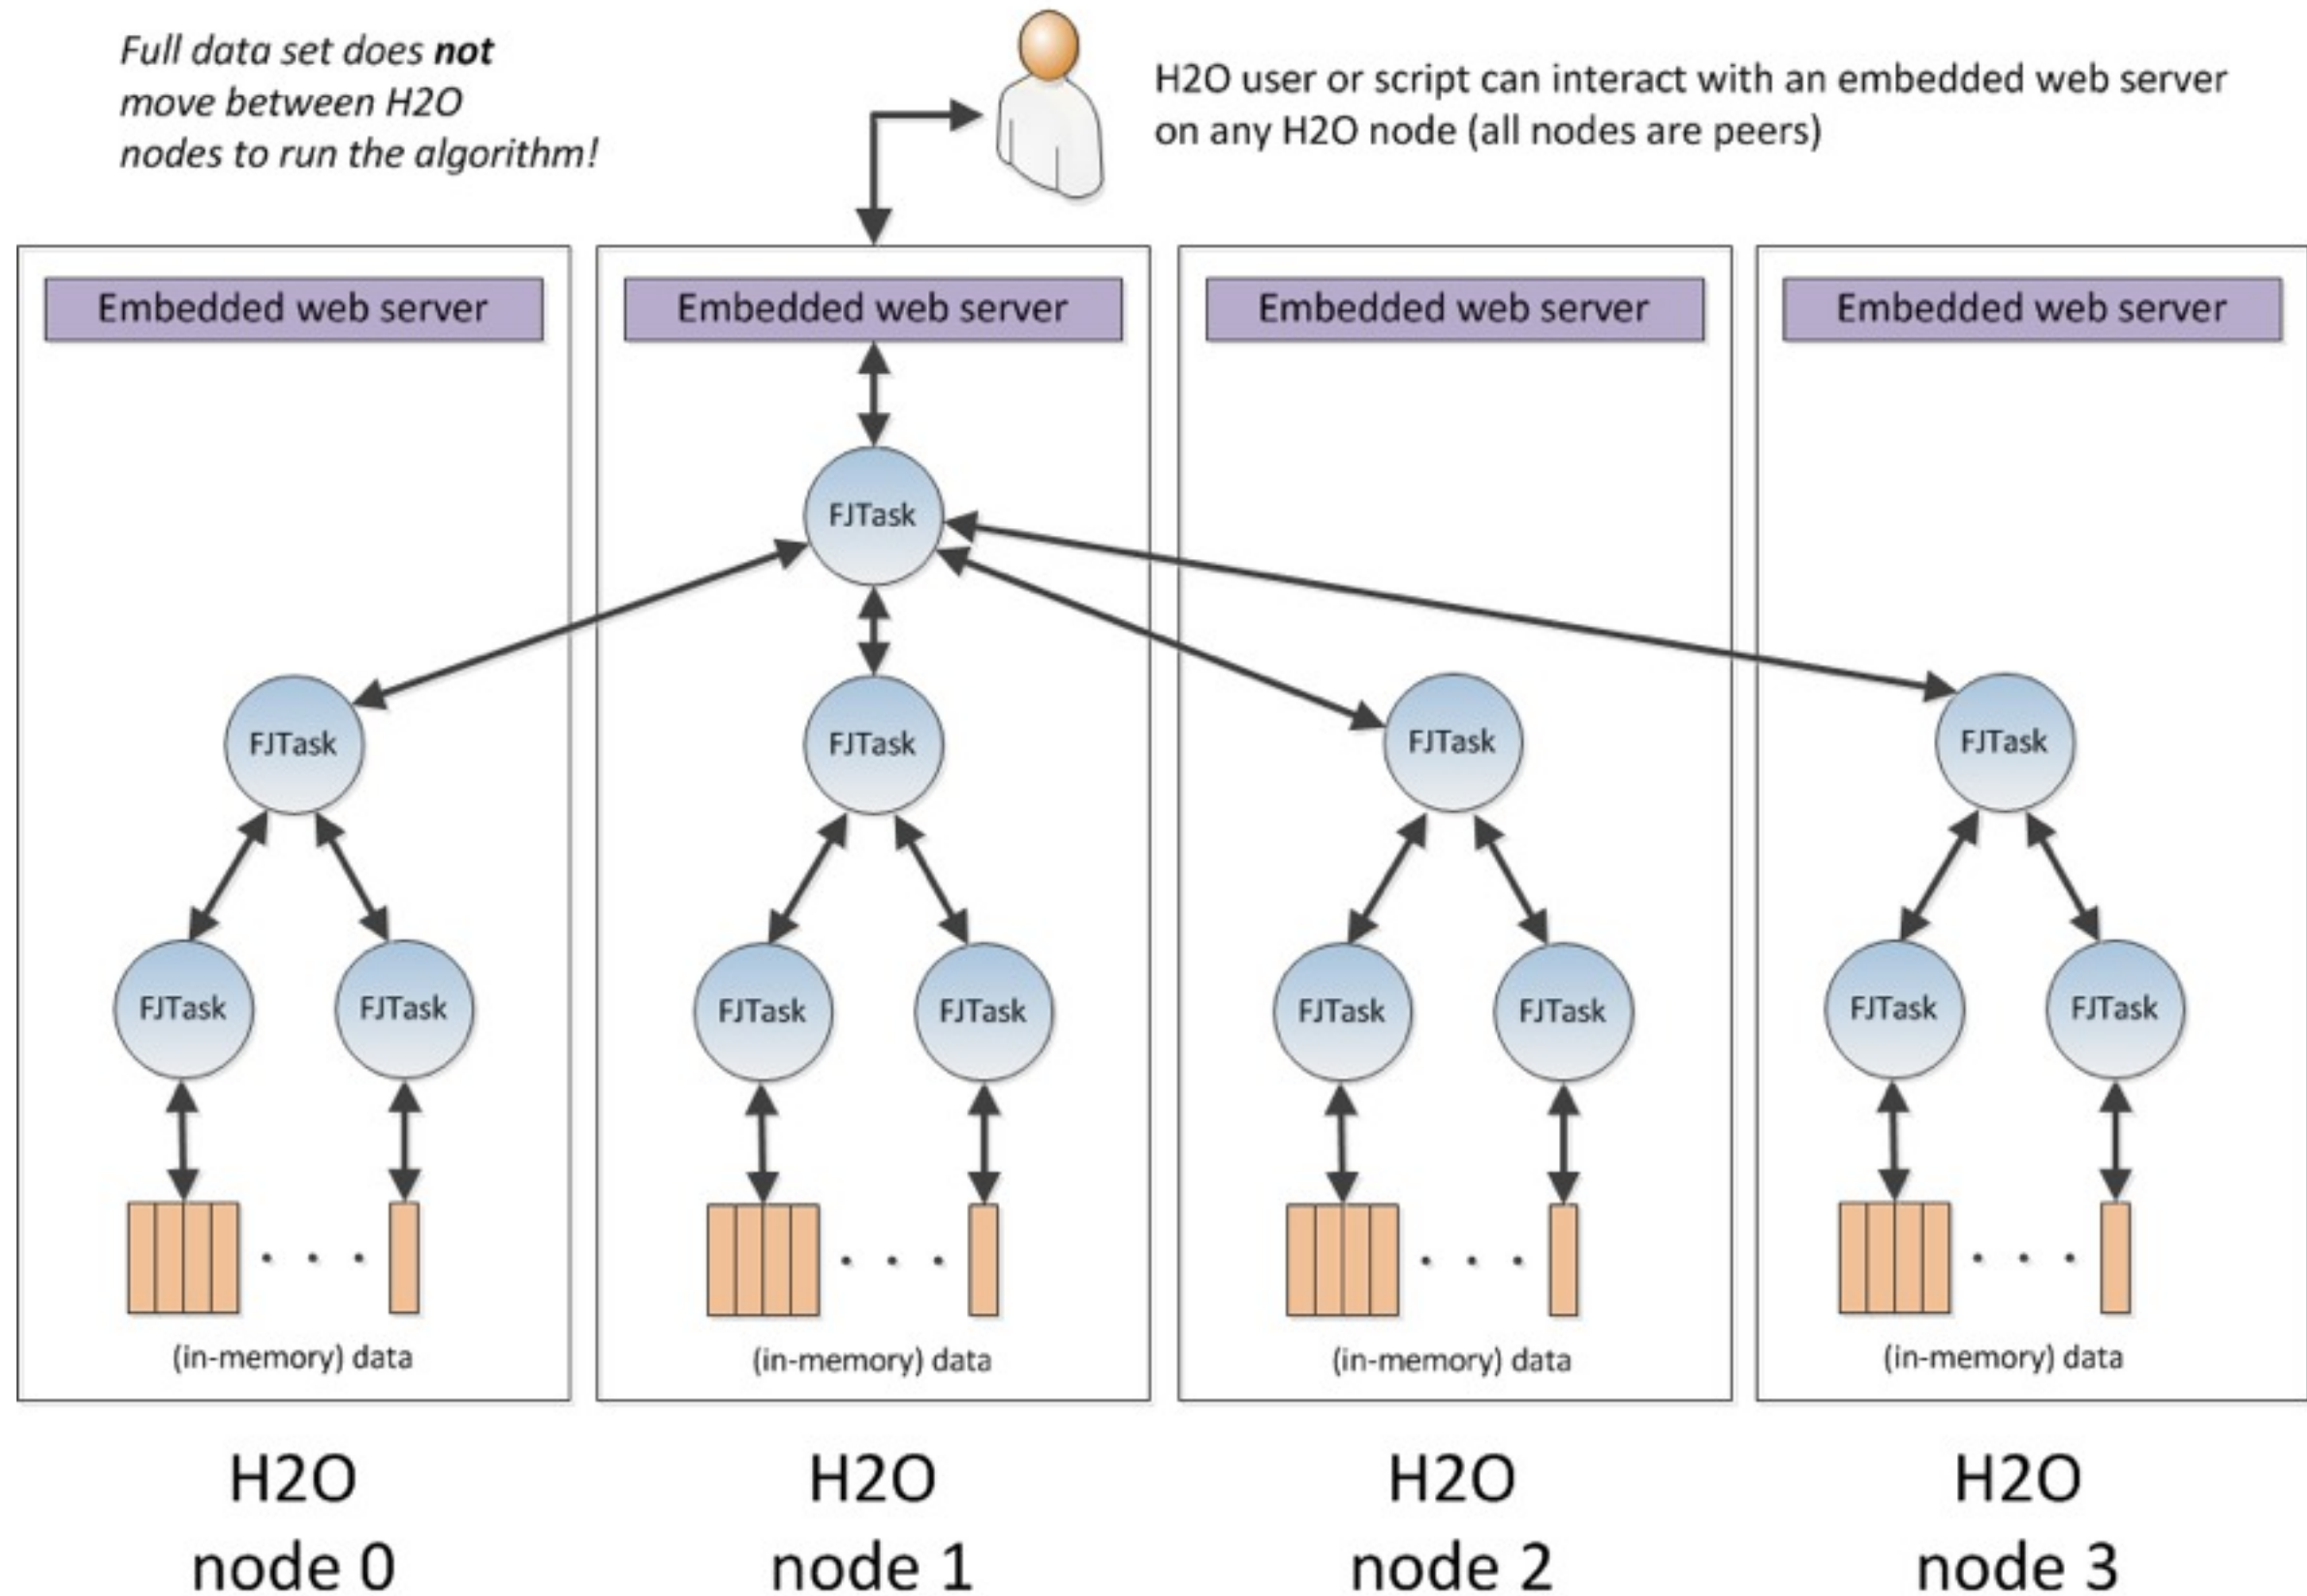 Full data set does not
move between H2O
nodes to run the algorithm!
H2O user or script can interact with an embedded web server
on any H2O node (all nodes are peers)
Embedded web server
Embedded web server
Embedded web server
Embedded web server
FJTask
FJTask
FJTask
FJTask
FJTask
FJTask
FJTask
FJTask
FJTask
FJTask
FJTask
FJTask
FJTask
. . .
. . .
. . .
. . .
(in-memory) data
(in-memory) data
(in-memory) data
(in-memory) data
H2O
node 0
H2O
node 1
H2O
node 2
H2O
node 3